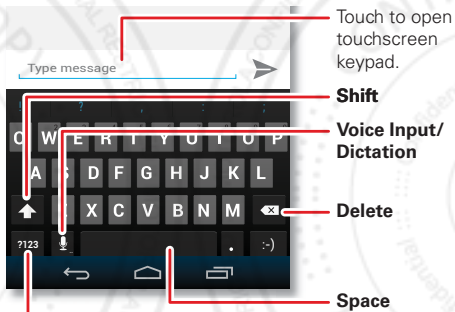 Touch to open
touchscreen
keypad.
Type message
Shift
Voice Input/
Dictation
! ? , : ;
Q W E R T Y U I O P
A S D F G H J K L
Z X C V B N M
Delete
?123 . :-)
Space